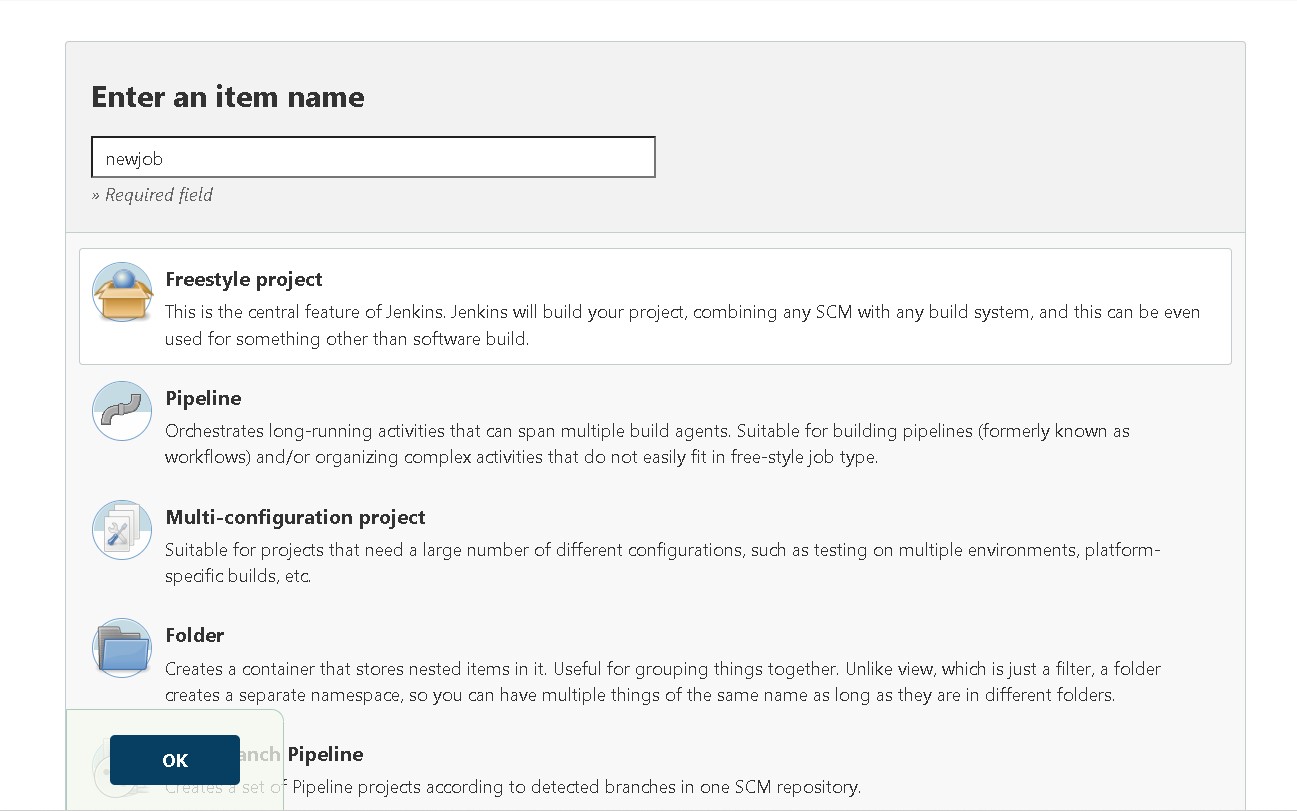 Enter an item name
newjob
» Required field
Freestyle project
This is the central feature of Jenkins. Jenkins will build your project, combining any SCM with any build system, and this can be even
used for something other than software build.
Pipeline
Orchestrates long-running activities that can span multiple build agents. Suitable for building pipelines (formerly known as
workflows) and/or organizing complex activities that do not easily fit in free-style job type.
Multi-configuration project
Suitable for projects that need a large number of different configurations, such as testing on multiple environments, platform-
specific builds, etc.
Folder
Creates a container that stores nested items in it. Useful for grouping things together. Unlike view, which is just a filter, a folder
creates a separate namespace, so you can have multiple things of the same name as long as they are in different folders.
Pipeline
OK
Creates a set of Pipeline projects according to detected branches in one SCM repository.